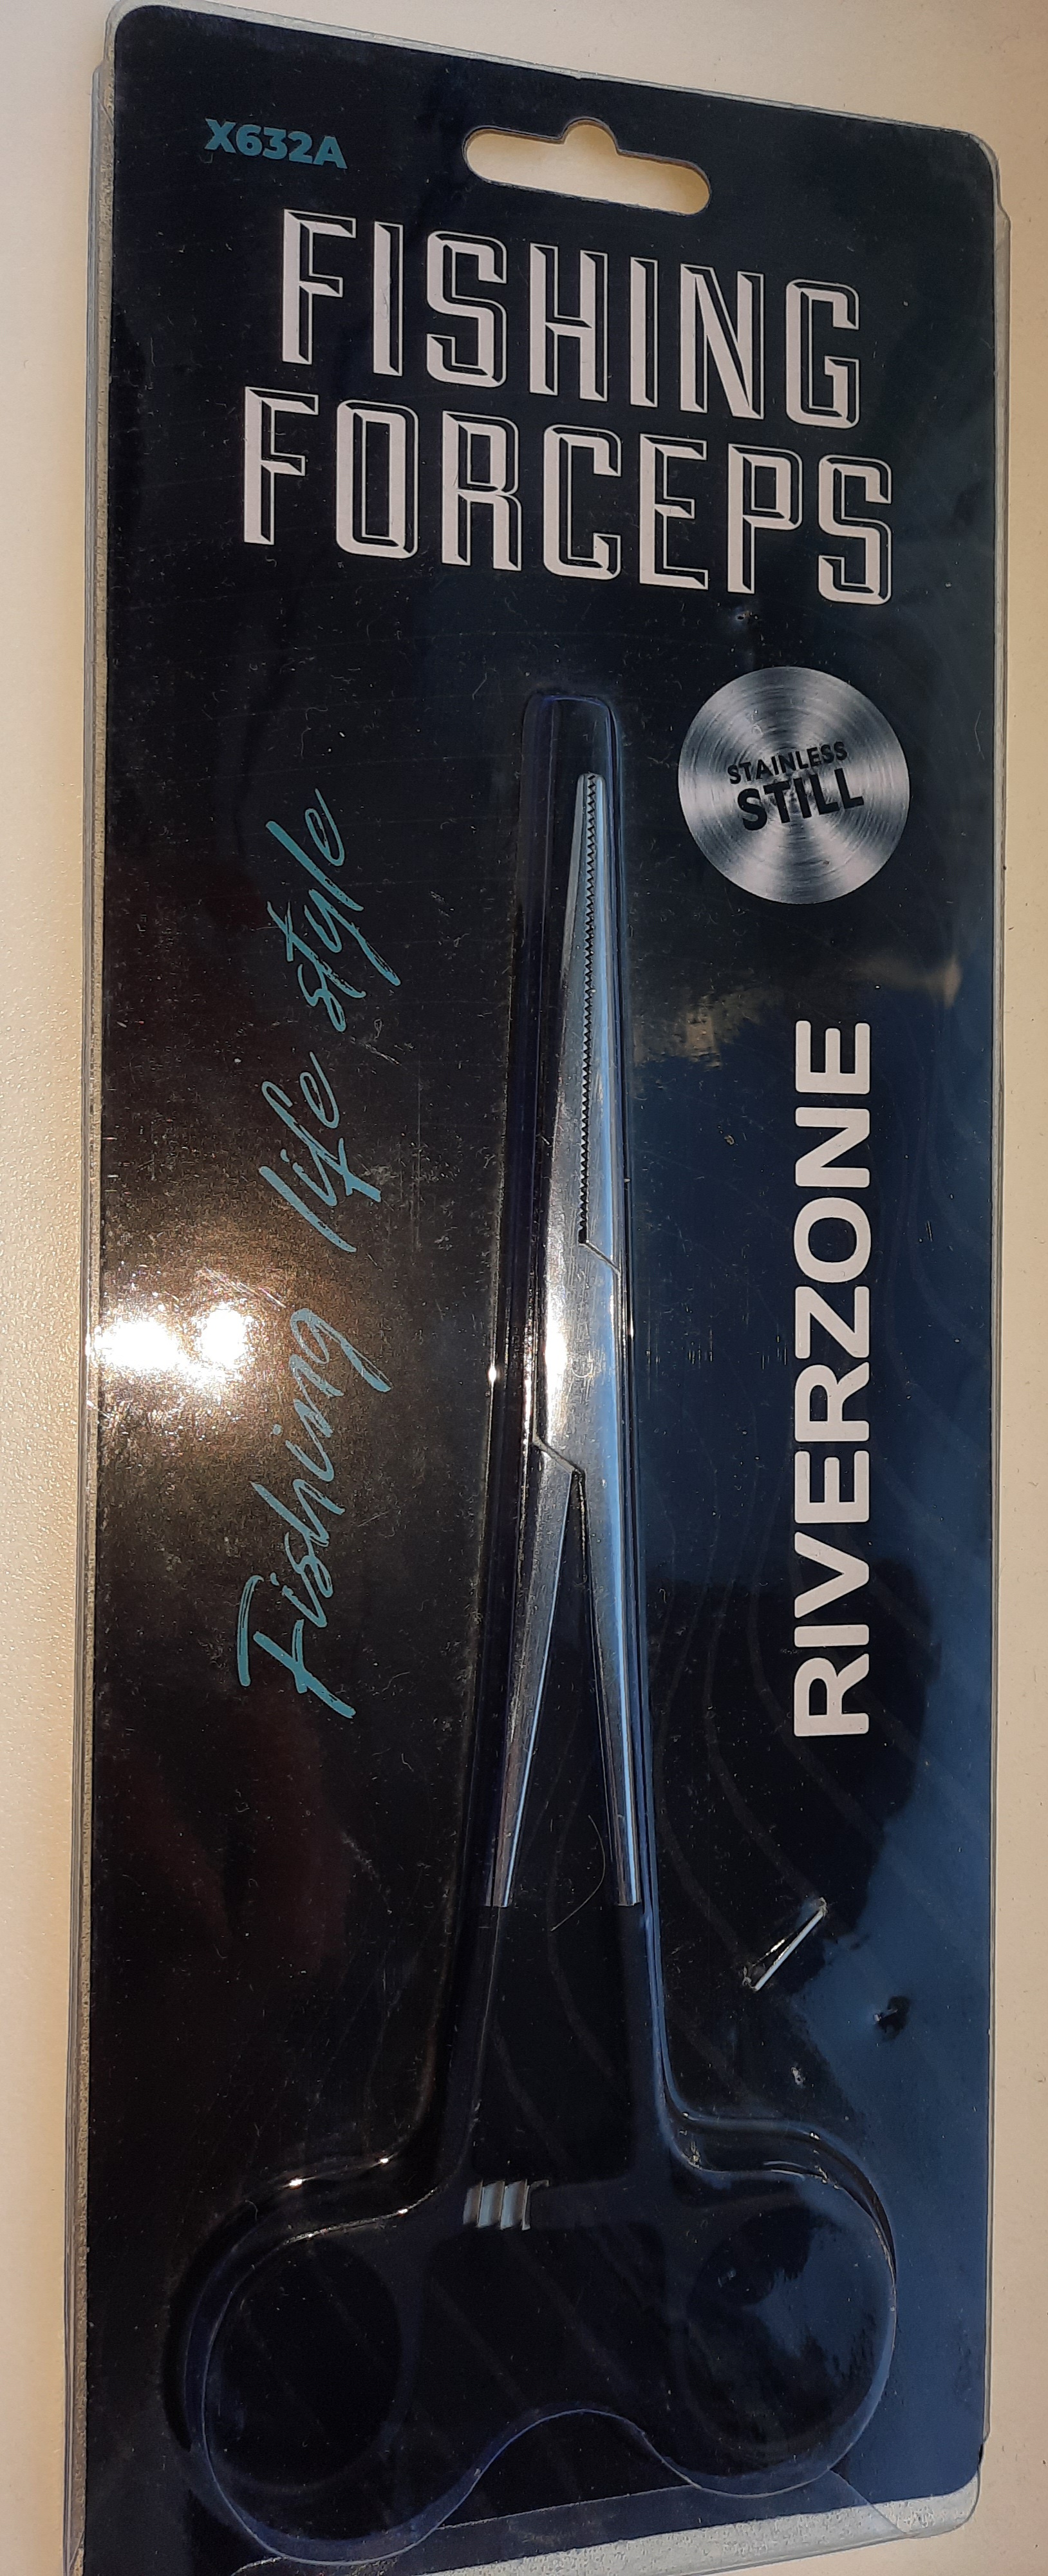 X632A
FISHING
FORCEPS
STAINLESS
STILL
Fishing life style
RIVERZONE